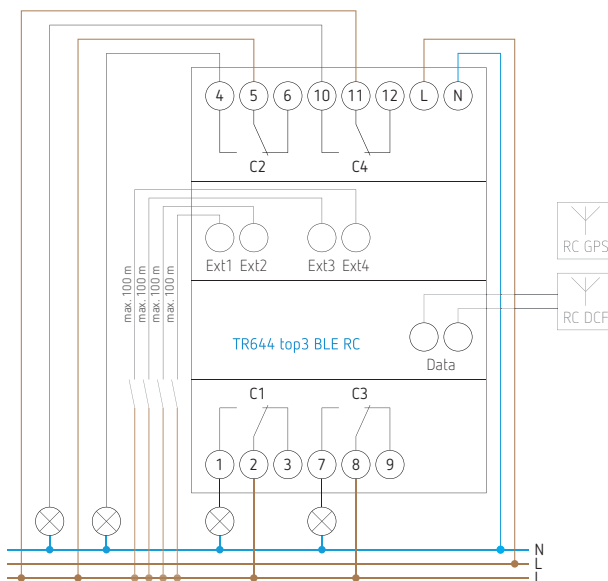 4 5 6 10 11 12 L N
C2 C4
RC GPS
Ext1 Ext2 Ext3 Ext4
max. 100 m
max. 100 m
max. 100 m
max. 100 m
RC DCF
TR644 top3 BLE RC
Data
C1 C3
1 2 3 7 8 9
N
L
L